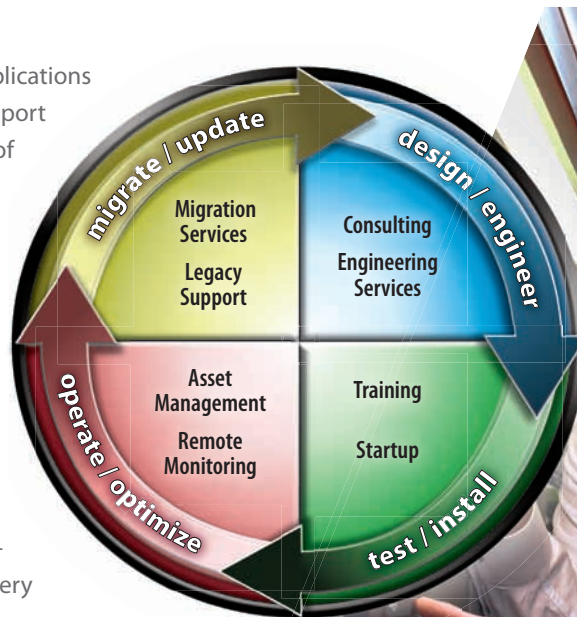 plications
port
of
migrate / update
design / engineer
Migration
Services
Legacy
Support
Consulting
Engineering
Services
Asset
Management
Remote
Monitoring
Training
Startup
operate / optimize
test / install
-
ery